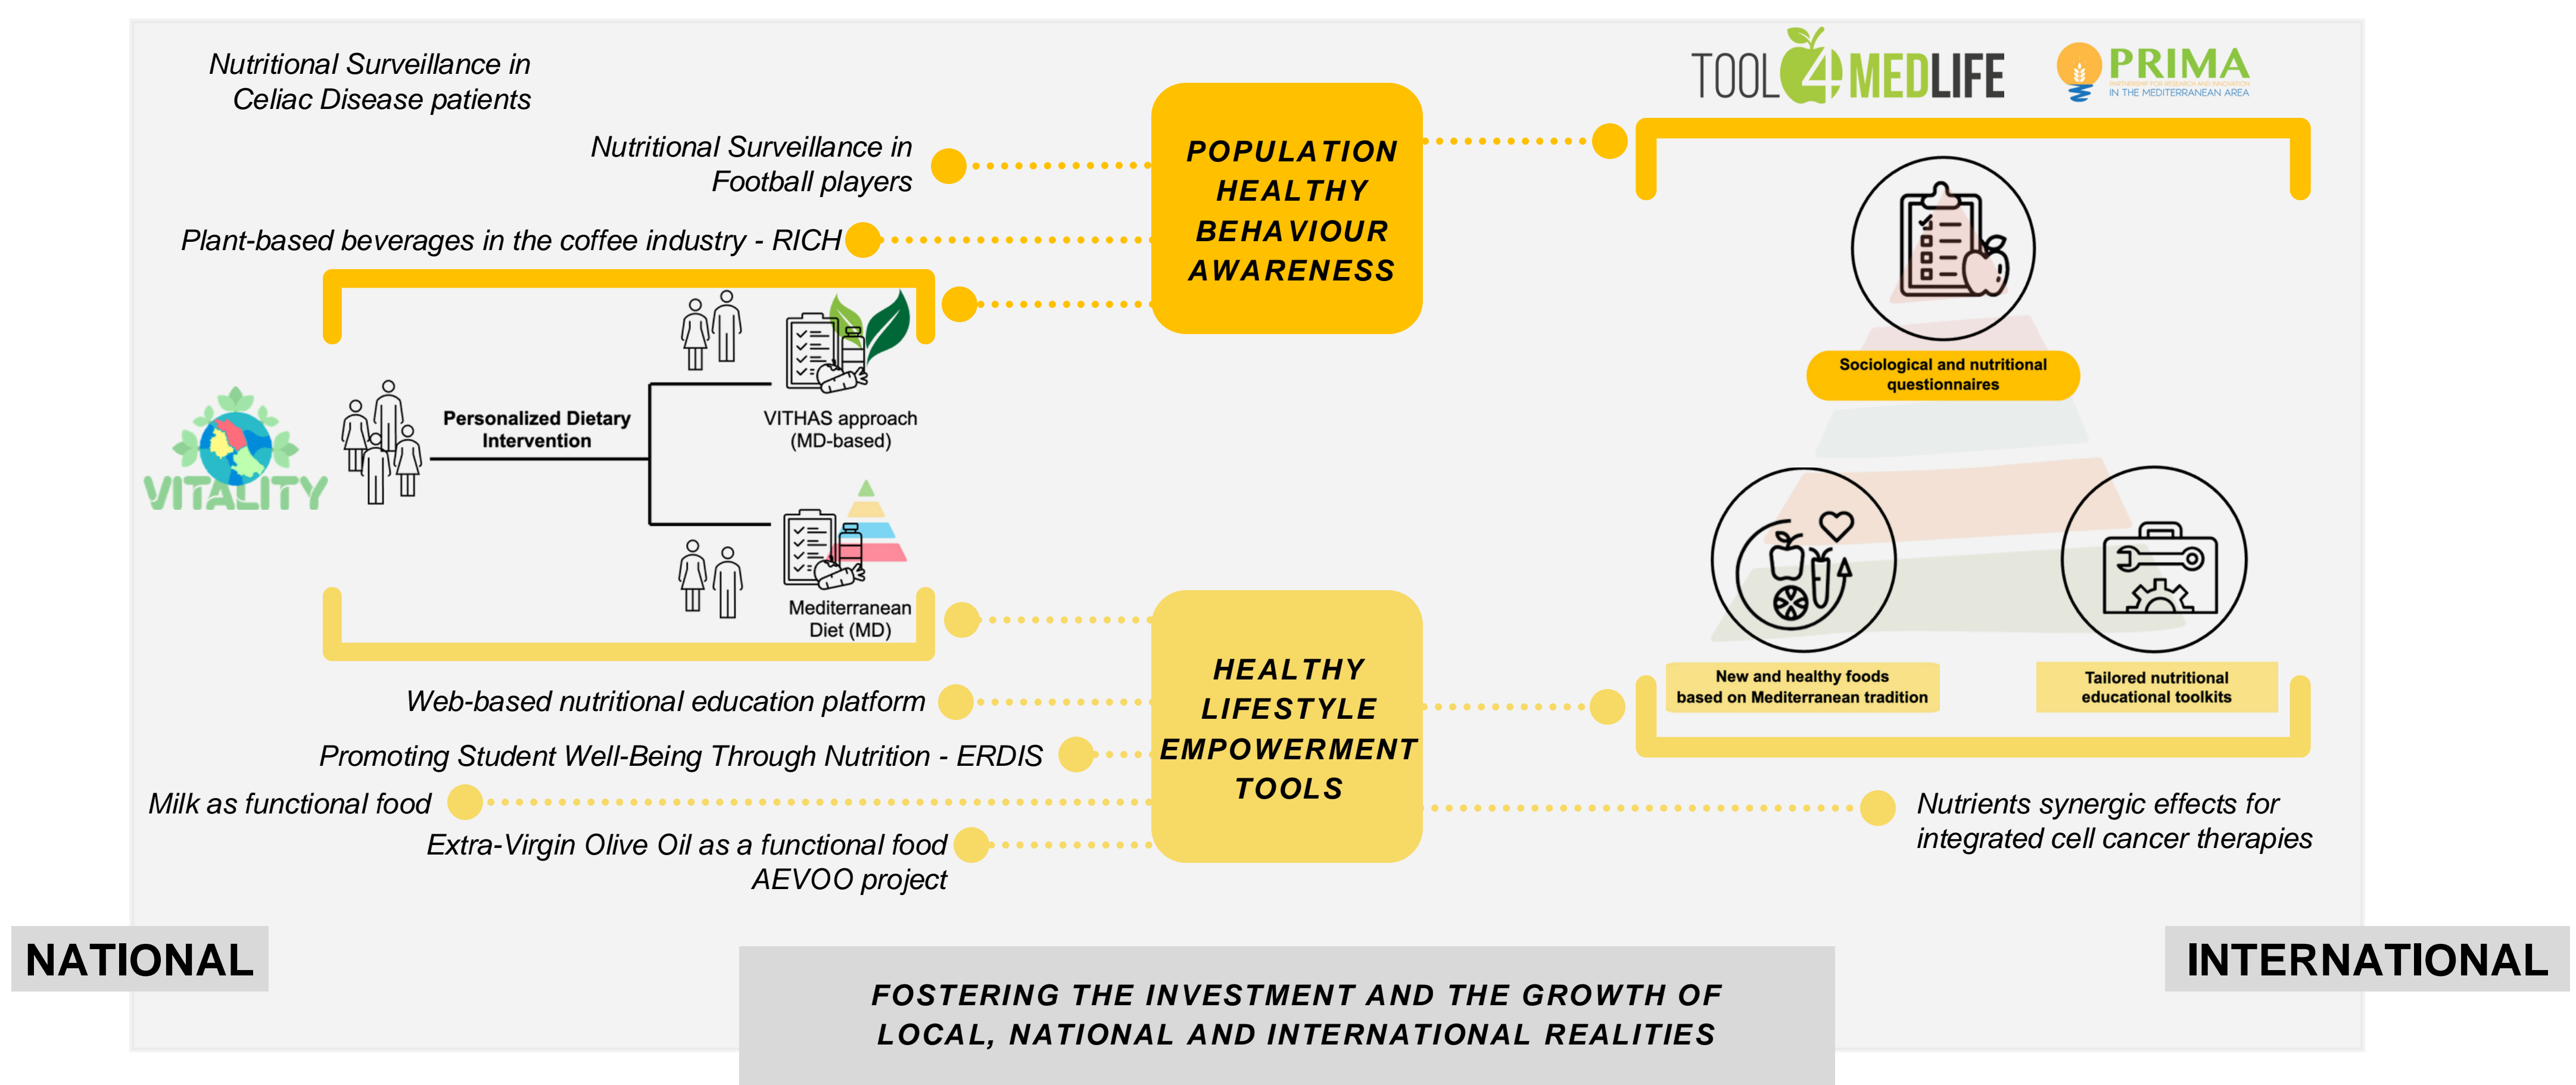 Nutritional Surveillance in
Celiac Disease patients
Nutritional Surveillance in
Football players
Plant-based beverages in the coffee industry - RICH
VITALITY
Personalized Dietary
Intervention
VITHAS approach
(MD-based)
Mediterranean
Diet (MD)
Web-based nutritional education platform
Promoting Student Well-Being Through Nutrition - ERDIS
Milk as functional food
Extra-Virgin Olive Oil as a functional food
AEVOO project
POPULATION
HEALTHY
BEHAVIOUR
AWARENESS
HEALTHY
LIFESTYLE
EMPOWERMENT
TOOLS
TOOL4MEDLIFE
PRIMA
PARTNERSHIP FOR RESEARCH AND INNOVATION
IN THE MEDITERRANEAN AREA
Sociological and nutritional
questionnaires
New and healthy foods
based on Mediterranean tradition
Tailored nutritional
educational toolkits
Nutrients synergic effects for
integrated cell cancer therapies
NATIONAL
INTERNATIONAL
FOSTERING THE INVESTMENT AND THE GROWTH OF
LOCAL, NATIONAL AND INTERNATIONAL REALITIES